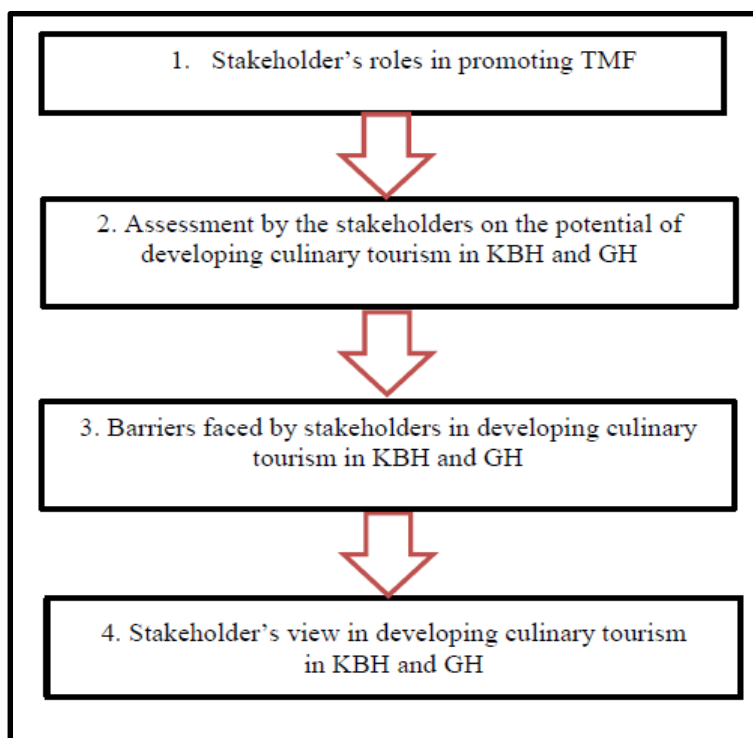 1. Stakeholder’s roles in promoting TMF
2. Assessment by the stakeholders on the potential of
developing culinary tourism in KBH and GH
3. Barriers faced by stakeholders in developing culinary
tourism in KBH and GH
4. Stakeholder’s view in developing culinary tourism
in KBH and GH